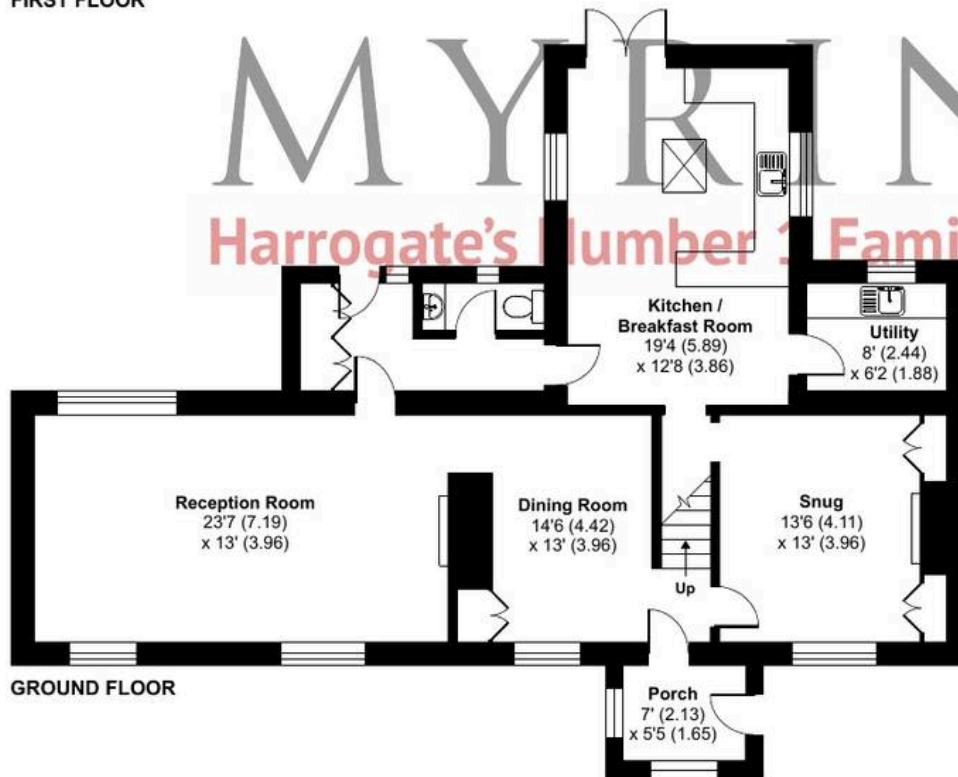 FIRST FLOOR
MYRIN
Harrogate's Number 1 Fami
Kitchen /
Breakfast Room
19'4 (5.89)
x 12'8 (3.86)
Utility
8' (2.44)
x 6'2 (1.88)
Reception Room
23'7 (7.19)
x 13' (3.96)
Dining Room
14'6 (4.42)
x 13' (3.96)
Snug
13'6 (4.11)
x 13' (3.96)
Up
GROUND FLOOR
Porch
7' (2.13)
x 5'5 (1.65)